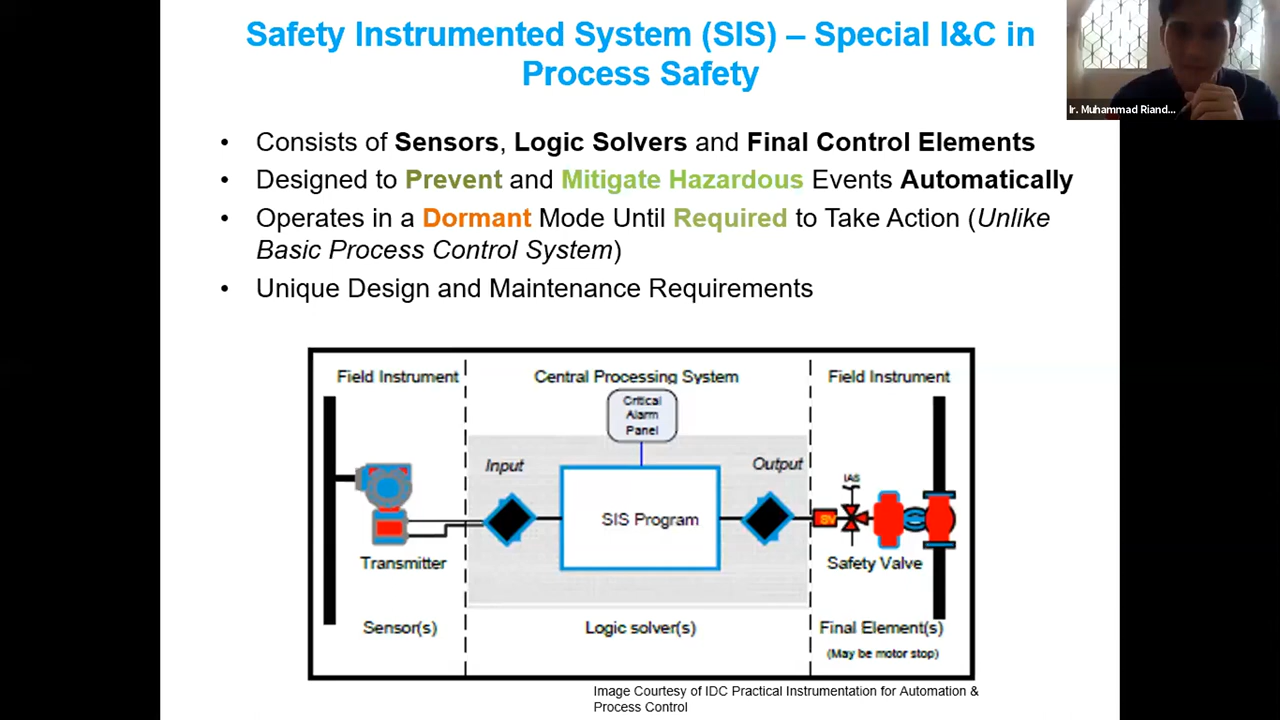 Safety Instrumented System (SIS) – Special I&C in
Process Safety
Ir. Muhammad Riand...
• Consists of Sensors, Logic Solvers and Final Control Elements
• Designed to Prevent and Mitigate Hazardous Events Automatically
• Operates in a Dormant Mode Until Required to Take Action (Unlike
Basic Process Control System)
• Unique Design and Maintenance Requirements
Field Instrument
Central Processing System
Field Instrument
Critical
Alarm
Panel
Input
Output
IAS
SIS Program
SV
Transmitter
Safety Valve
Sensor(s)
Logic solver(s)
Final Element(s)
(May be motor stop)
Image Courtesy of IDC Practical Instrumentation for Automation &
Process Control